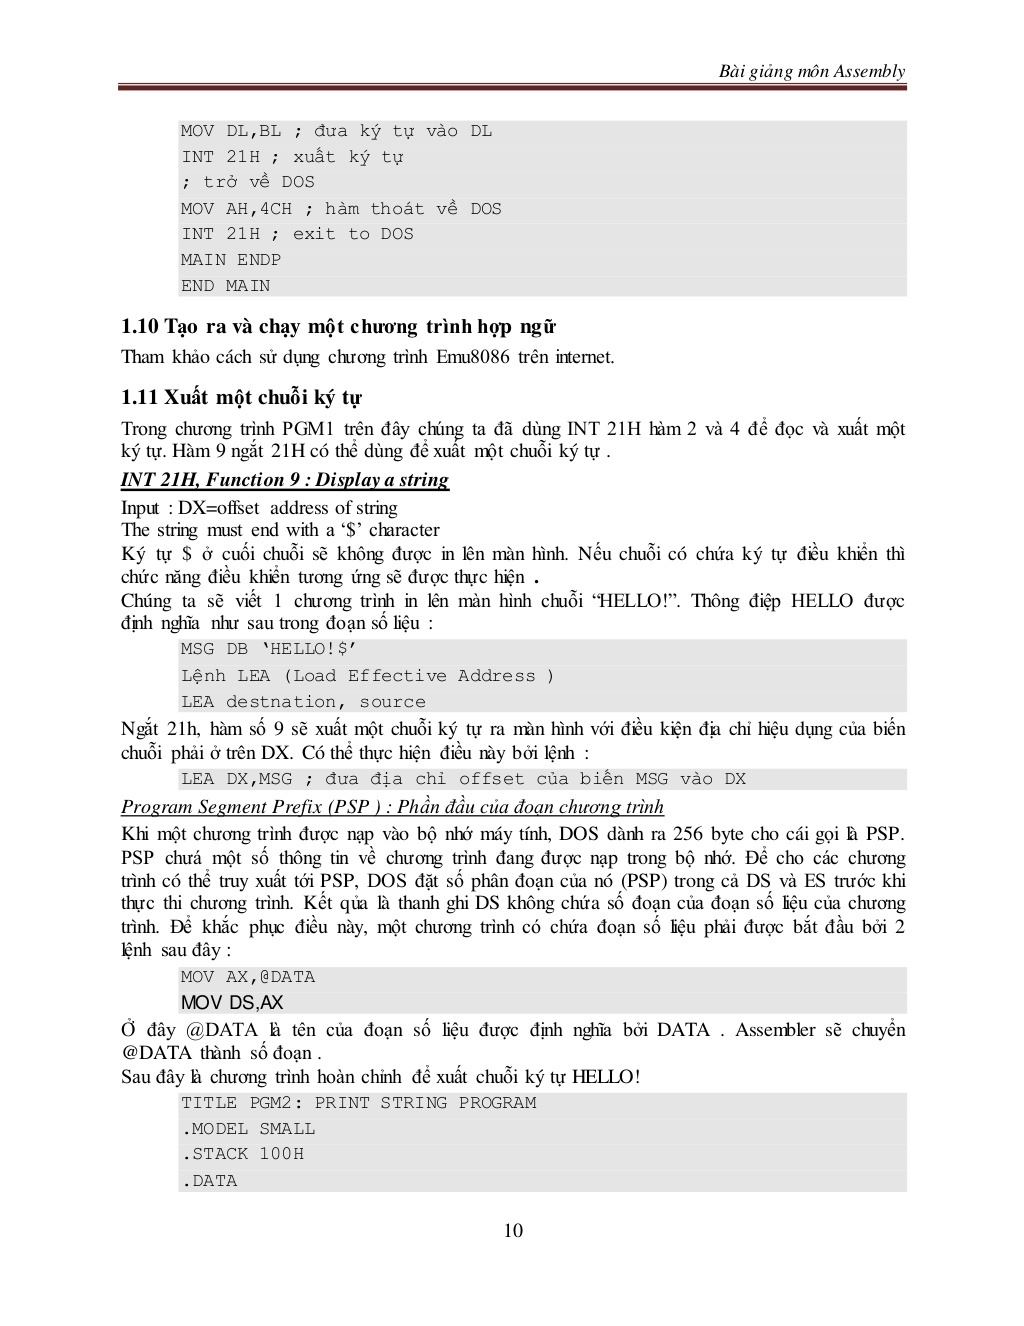 Bài giảng môn Assembly
MOV DL,BL ; đưa ký tự vào DL
INT 21H ; xuất ký tự
; trở về DOS
MOV AH,4CH ; hàm thoát về DOS
INT 21H ; exit to DOS
MAIN ENDP
END MAIN
1.10 Tạo ra và chạy một chương trình hợp ngữ
Tham khảo cách sử dụng chương trình Emu8086 trên internet.
1.11 Xuất một chuỗi ký tự
Trong chương trình PGM1 trên đây chúng ta đã dùng INT 21H hàm 2 và 4 để đọc và xuất một
ký tự. Hàm 9 ngắt 21H có thể dùng để xuất một chuỗi ký tự .
INT 21H, Function 9 : Display a string
Input : DX=offset address of string
The string must end with a ‘$’ character
Ký tự $ ở cuối chuỗi sẽ không được in lên màn hình. Nếu chuỗi có chứa ký tự điều khiển thì
chức năng điều khiển tương ứng sẽ được thực hiện .
Chúng ta sẽ viết 1 chương trình in lên màn hình chuỗi “HELLO!”. Thông điệp HELLO được
định nghĩa như sau trong đoạn số liệu :
MSG DB ‘HELLO!$’
Lệnh LEA (Load Effective Address )
LEA destnation, source
Ngắt 21h, hàm số 9 sẽ xuất một chuỗi ký tự ra màn hình với điều kiện địa chỉ hiệu dụng của biến
chuỗi phải ở trên DX. Có thể thực hiện điều này bởi lệnh :
LEA DX,MSG ; đưa địa chỉ offset của biến MSG vào DX
Program Segment Prefix (PSP ) : Phần đầu của đoạn chương trình
Khi một chương trình được nạp vào bộ nhớ máy tính, DOS dành ra 256 byte cho cái gọi là PSP.
PSP chưá một số thông tin về chương trình đang được nạp trong bộ nhớ. Để cho các chương
trình có thể truy xuất tới PSP, DOS đặt số phân đoạn của nó (PSP) trong cả DS và ES trước khi
thực thi chương trình. Kết qủa là thanh ghi DS không chứa số đoạn của đoạn số liệu của chương
trình. Để khắc phục điều này, một chương trình có chứa đoạn số liệu phải được bắt đầu bởi 2
lệnh sau đây :
MOV AX,@DATA
MOV DS,AX
Ở đây @DATA là tên của đoạn số liệu được định nghĩa bởi DATA . Assembler sẽ chuyển
@DATA thành số đoạn .
Sau đây là chương trình hoàn chỉnh để xuất chuỗi ký tự HELLO!
TITLE PGM2: PRINT STRING PROGRAM
.MODEL SMALL
.STACK 100H
.DATA
10